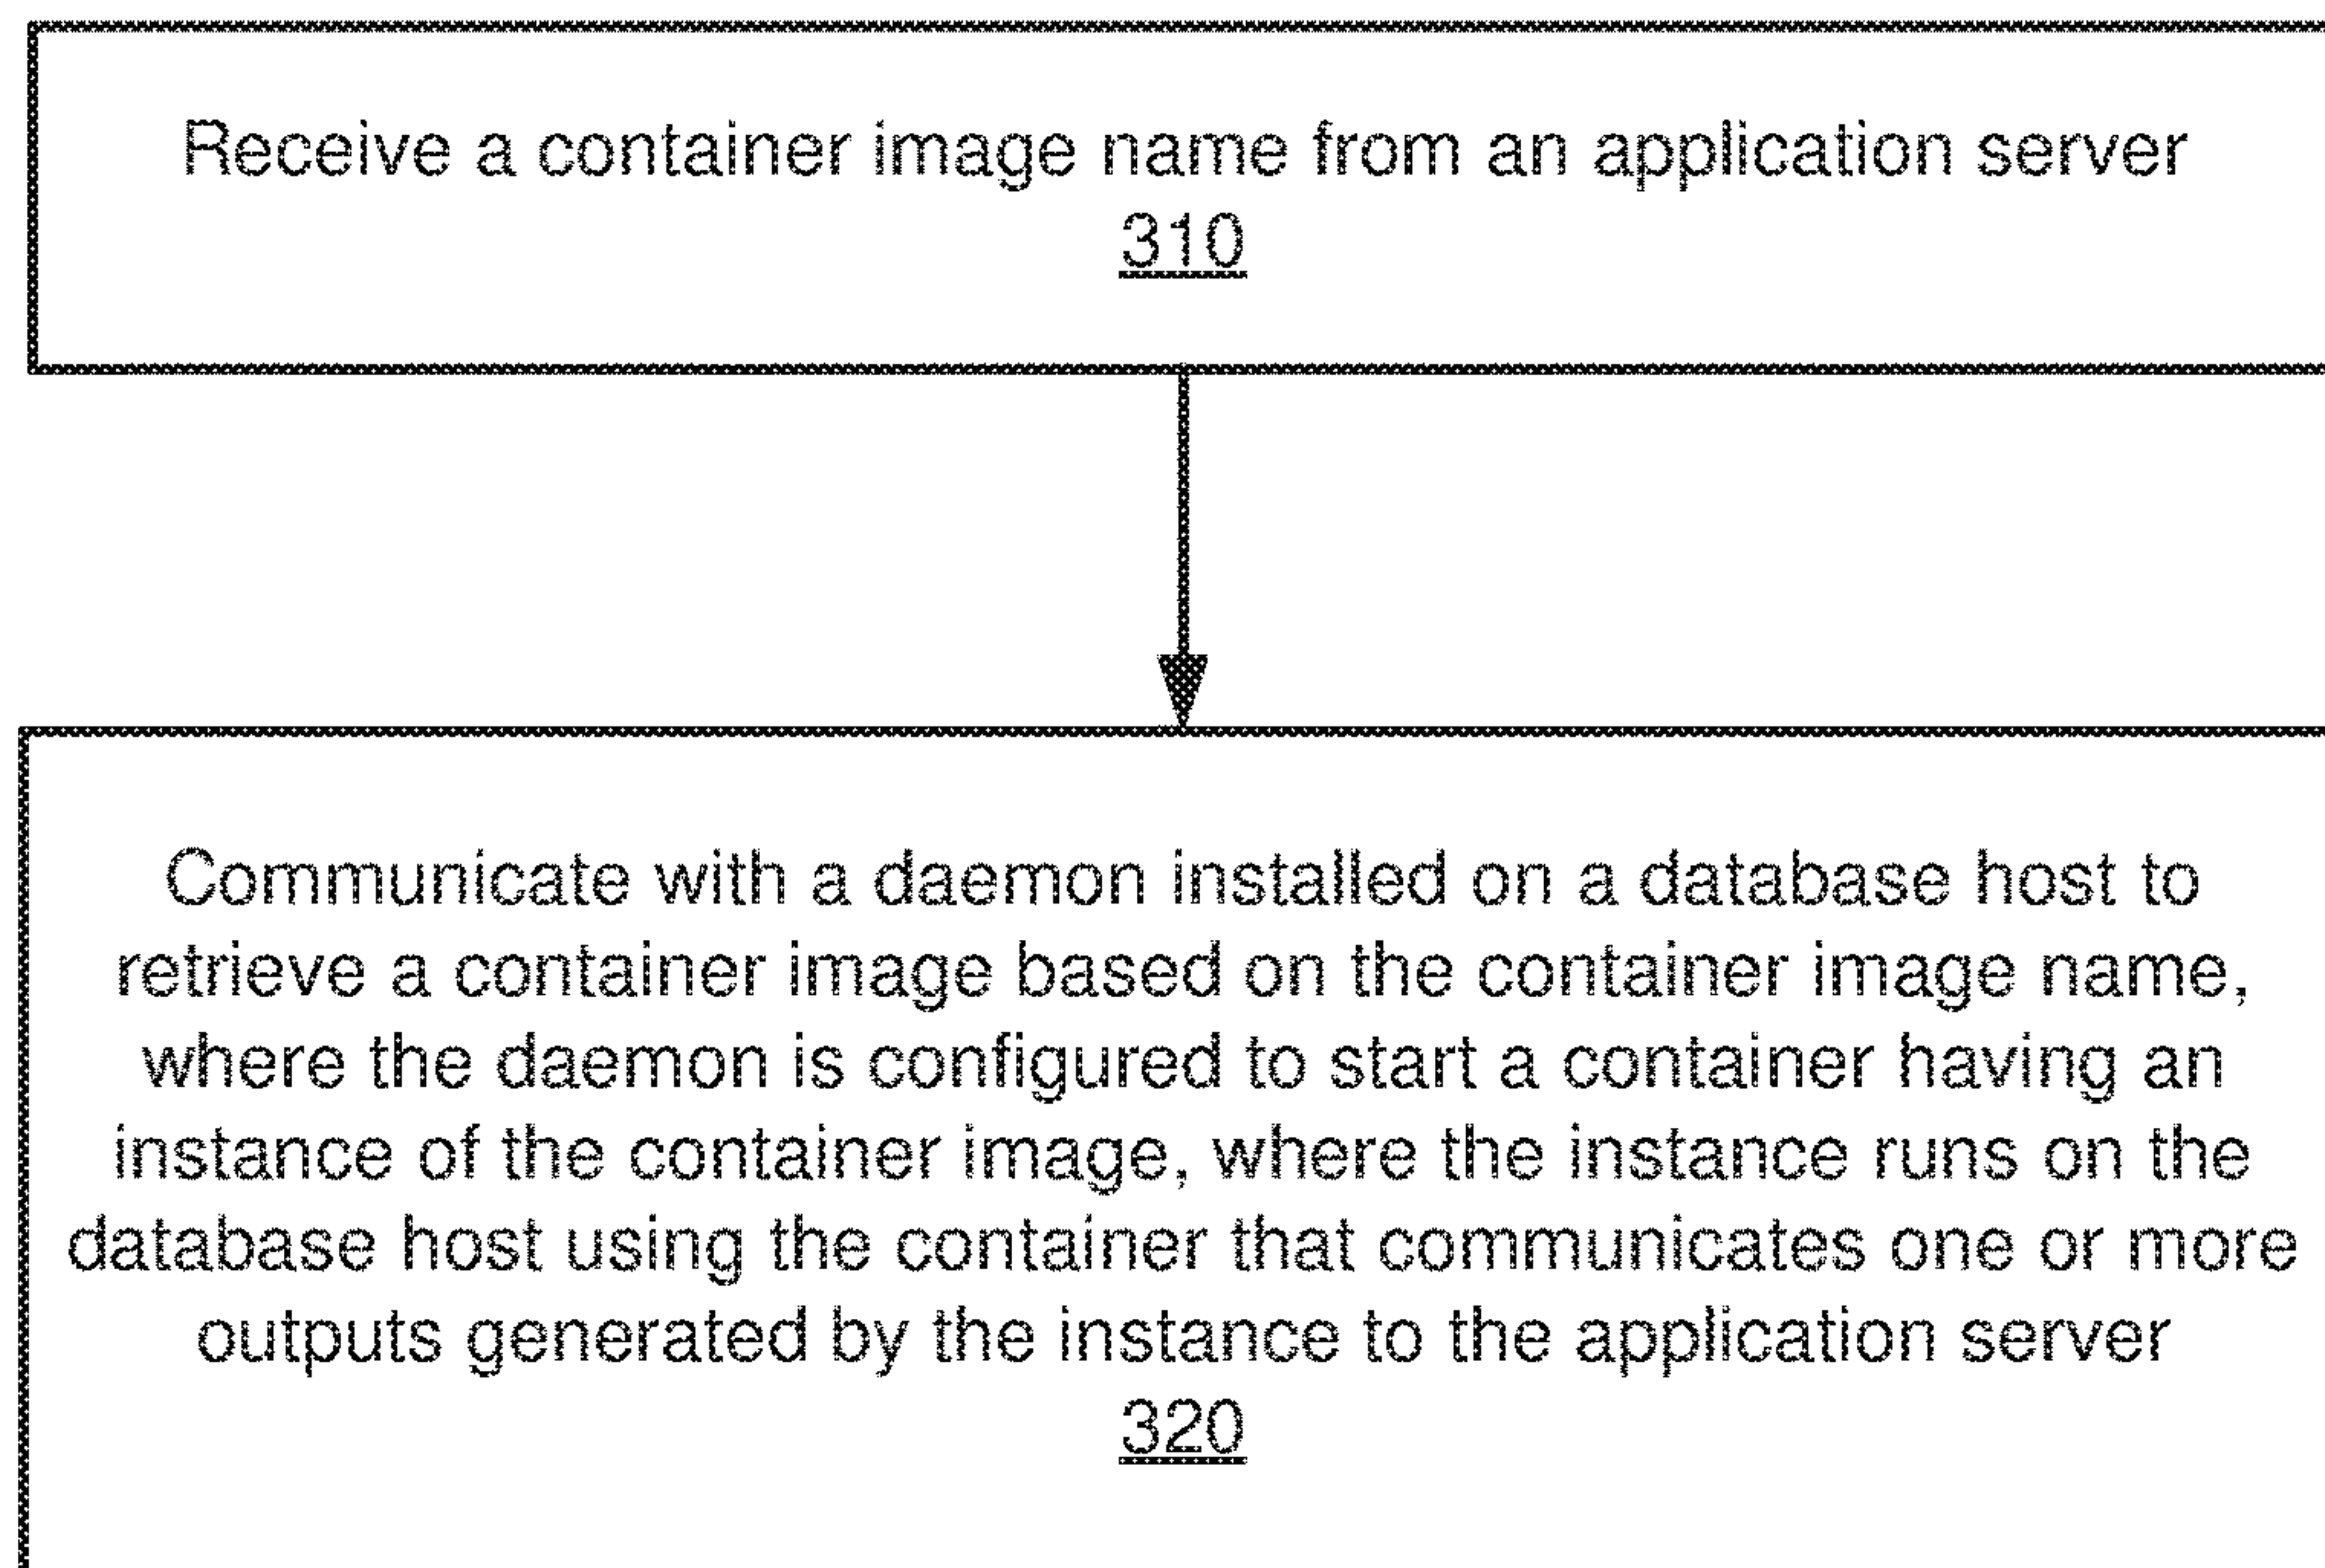 Receive a container image name from an application server
310
Communicate with a daemon installed on a database host to
retrieve a container image based on the container image name,
where the daemon is configured to start a container having an
instance of the container image, where the instance runs on the
database host using the container that communicates one or more
outputs generated by the instance to the application server
320